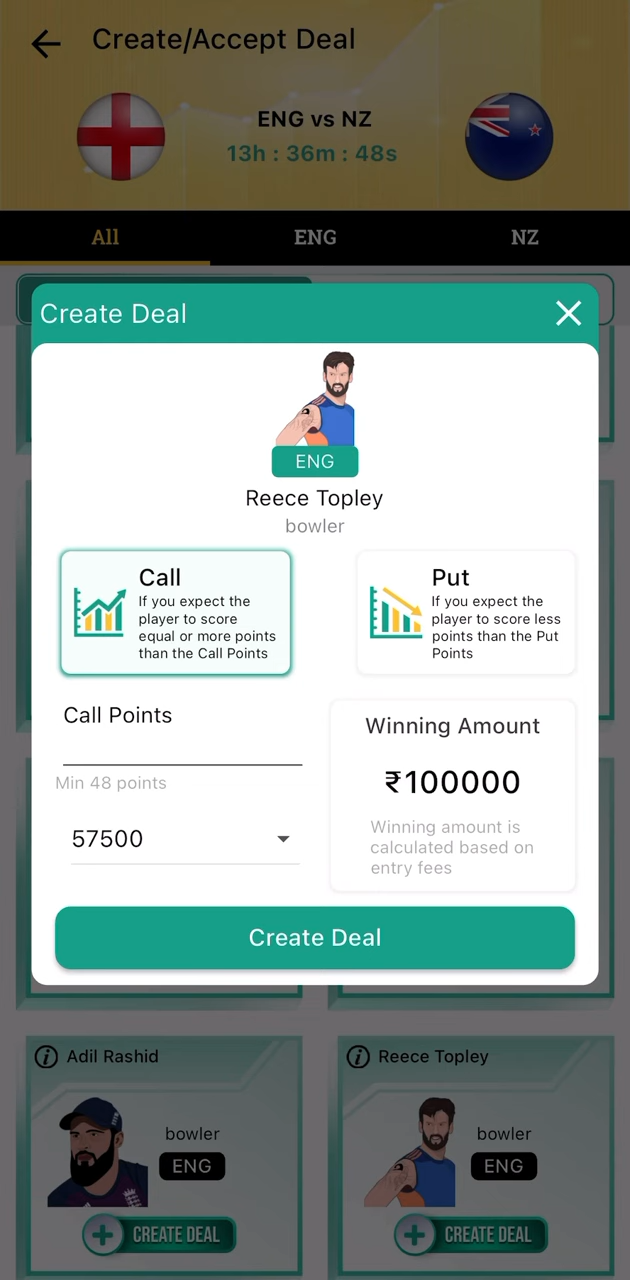 Create/Accept Deal
ENG vs NZ
13h : 36m : 48s
All
ENG
NZ
Create Deal
ENG
Reece Topley
bowler
Call
If you expect the
player to score
equal or more points
than the Call Points
Put
If you expect the
player to score less
points than the Put
Points
Call Points
Min 48 points
57500
Winning Amount
₹100000
Winning amount is
calculated based on
entry fees
Create Deal
Adil Rashid
bowler
ENG
CREATE DEAL
Reece Topley
bowler
ENG
CREATE DEAL